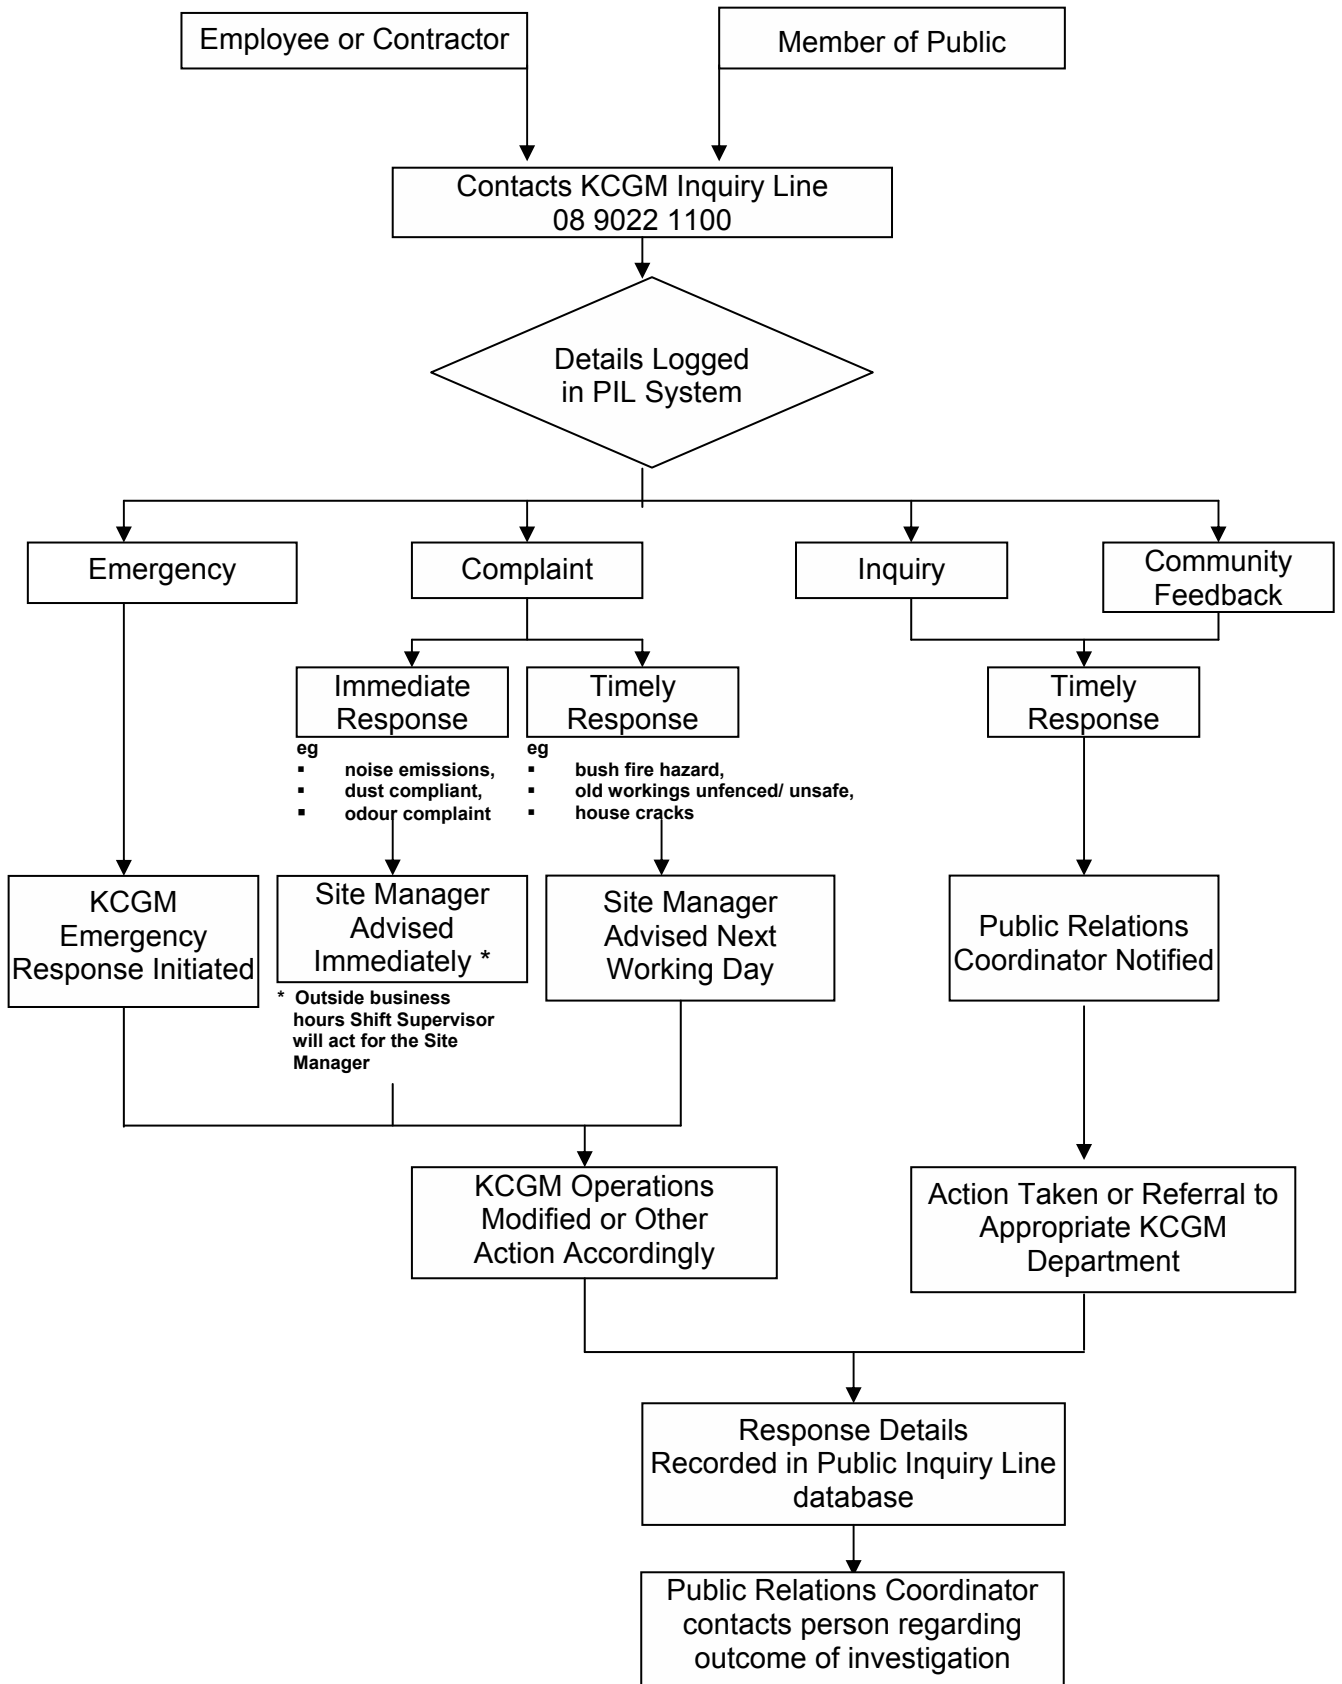 Employee or Contractor
Member of Public
Contacts KCGM Inquiry Line
08 9022 1100
Details Logged
in PIL System
Emergency
Complaint
Inquiry
Community
Feedback
Immediate
Response
Timely
Response
Timely
Response
eg
▪ noise emissions,
▪ dust compliant,
▪ odour complaint
eg
▪ bush fire hazard,
▪ old workings unfenced/ unsafe,
▪ house cracks
KCGM
Emergency
Response Initiated
Site Manager
Advised
Immediately *
Site Manager
Advised Next
Working Day
Public Relations
Coordinator Notified
* Outside business
hours Shift Supervisor
will act for the Site
Manager
KCGM Operations
Modified or Other
Action Accordingly
Action Taken or Referral to
Appropriate KCGM
Department
Response Details
Recorded in Public Inquiry Line
database
Public Relations Coordinator
contacts person regarding
outcome of investigation